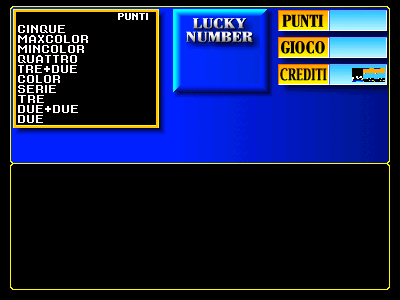 PUNTI
CINQUE
MAXCOLOR
MINCOLOR
QUATTRO
TRE+DUE
COLOR
SERIE
TRE
DUE+DUE
DUE
LUCKY
NUMBER
PUNTI
GIOCO
CREDITI